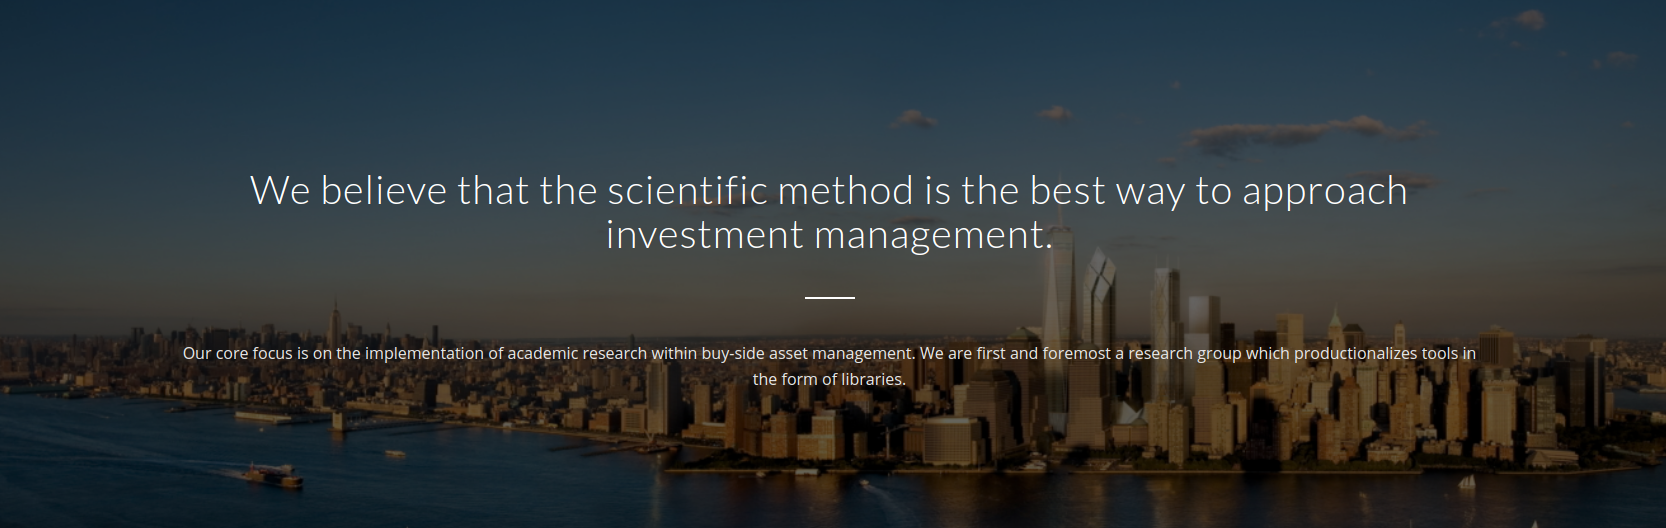 We believe that the scientific method is the best way to approach
investment management.
Our core focus is on the implementation of academic research within buy-side asset management. We are first and foremost a research group which productionalizes tools in
the form of libraries.